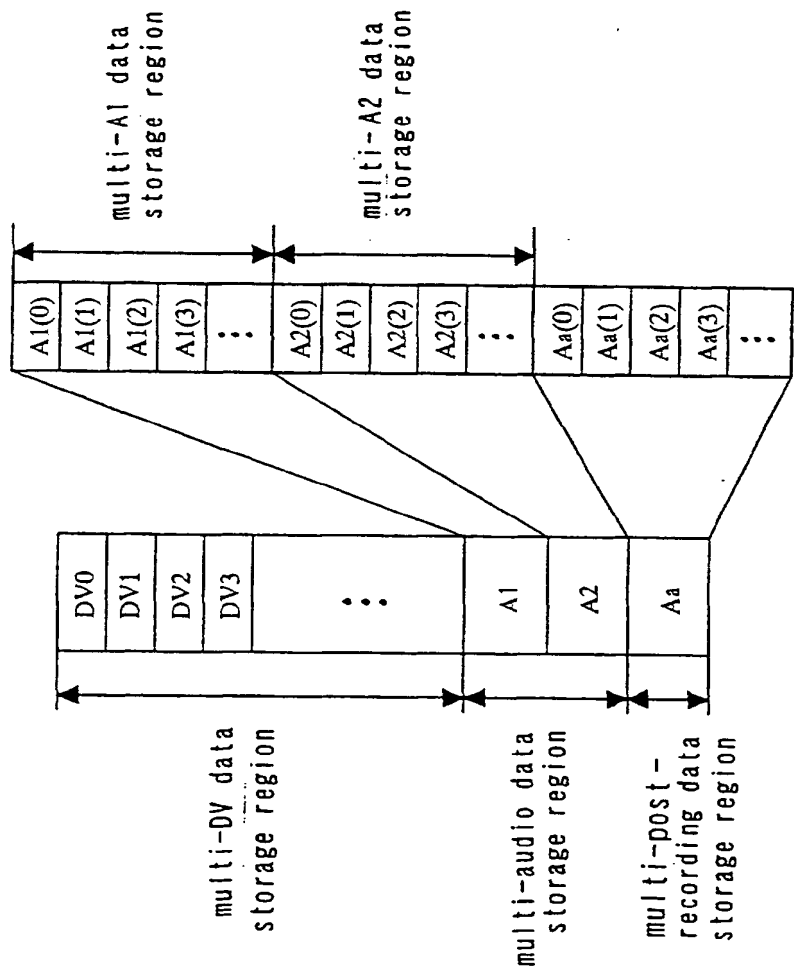 multi-DV data
storage region
multi-audio data
storage region
multi-post-
recording data
storage region
DV0
DV1
DV2
DV3
...
A1
A2
Aa
A1(0)
A1(1)
A1(2)
A1(3)
...
A2(0)
A2(1)
A2(2)
A2(3)
...
Aa(0)
Aa(1)
Aa(2)
Aa(3)
...
multi-A1 data
storage region
multi-A2 data
storage region